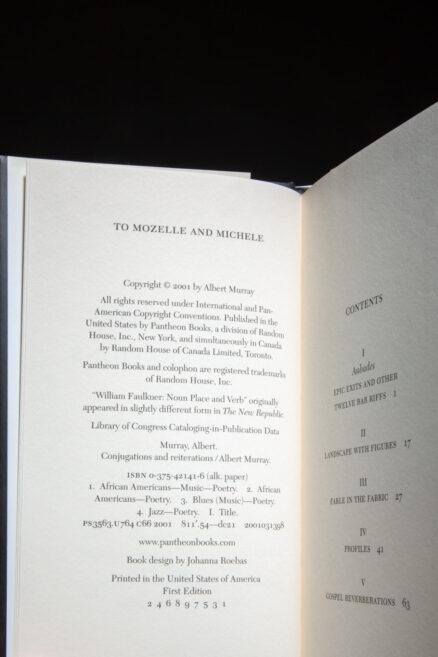 TO MOZELLE AND MICHELE
Copyright © 2001 by Albert Murray
All rights reserved under International and Pan-
American Copyright Conventions. Published in the
United States by Pantheon Books, a division of Random
House, Inc., New York, and simultaneously in Canada
by Random House of Canada Limited, Toronto.
Pantheon Books and colophon are registered trademarks
of Random House, Inc.
"William Faulkner: Noun Place and Verb" originally
appeared in slightly different form in The New Republic
Library of Congress Cataloging-in-Publication Data
Murray, Albert.
Conjugations and reiterations / Albert Murray.
ISBN 0-375-42141-6 (alk. paper)
1. African Americans—Music—Poetry. 2. African
Americans—Poetry. 3. Blues (Music)—Poetry.
4. Jazz—Poetry. I. Title.
PS3563.U764 C66 2001 811'.54—dc21 2001031398
www.pantheonbooks.com
Book design by Johanna Roebas
Printed in the United States of America
First Edition
2 4 6 8 9 7 5 3 1
CONTENTS
I
Aubades
EPIC EXITS AND OTHER
TWELVE BAR RIFFS 1
II
LANDSCAPE WITH FIGURES 17
III
FABLE IN THE FABRIC 27
IV
PROFILES 41
V
GOSPEL REVERBERATIONS 63